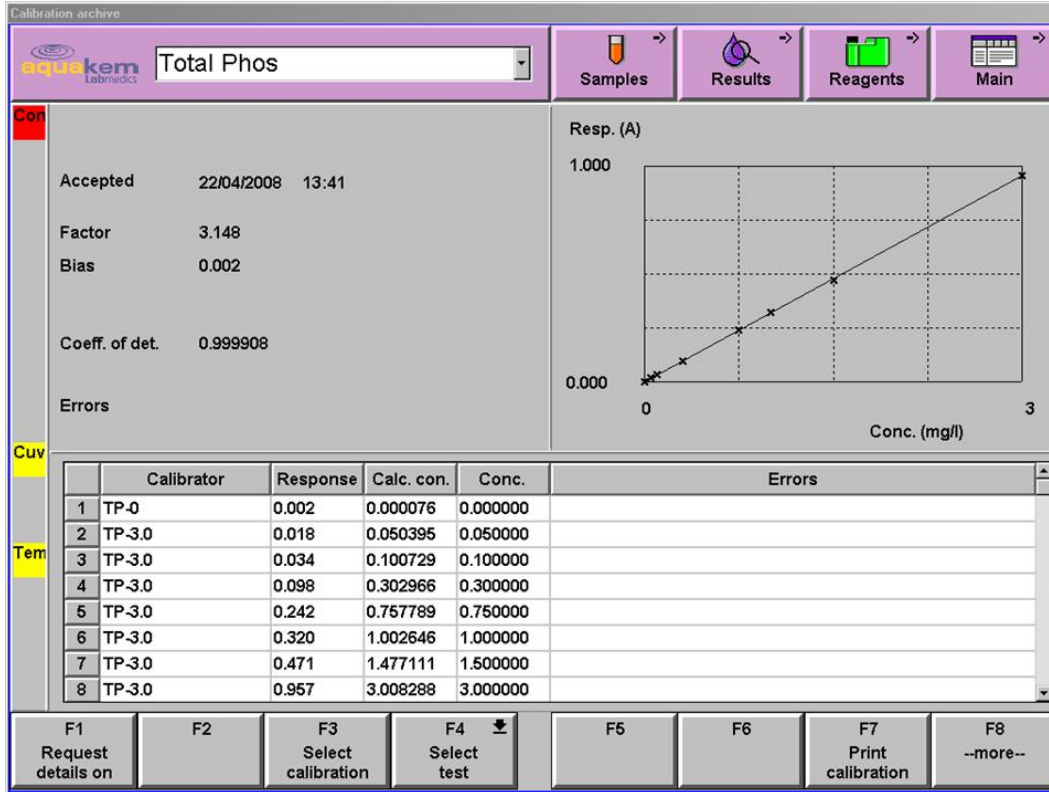 Calibration archive
aquakem
Labmedics
Total Phos
Samples
Results
Reagents
Main
Con
Accepted 22/04/2008 13:41
Factor 3.148
Bias 0.002
Coeff. of det. 0.999908
Errors
Resp. (A)
1.000
0.000
0 3
Conc. (mg/l)
Cuv
Tem
Calibrator Response Calc. con. Conc. Errors
1 TP-0 0.002 0.000076 0.000000
2 TP-3.0 0.018 0.050395 0.050000
3 TP-3.0 0.034 0.100729 0.100000
4 TP-3.0 0.098 0.302966 0.300000
5 TP-3.0 0.242 0.757789 0.750000
6 TP-3.0 0.320 1.002646 1.000000
7 TP-3.0 0.471 1.477111 1.500000
8 TP-3.0 0.957 3.008288 3.000000
F1
Request
details on
F2
F3
Select
calibration
F4
Select
test
F5
F6
F7
Print
calibration
F8
--more--